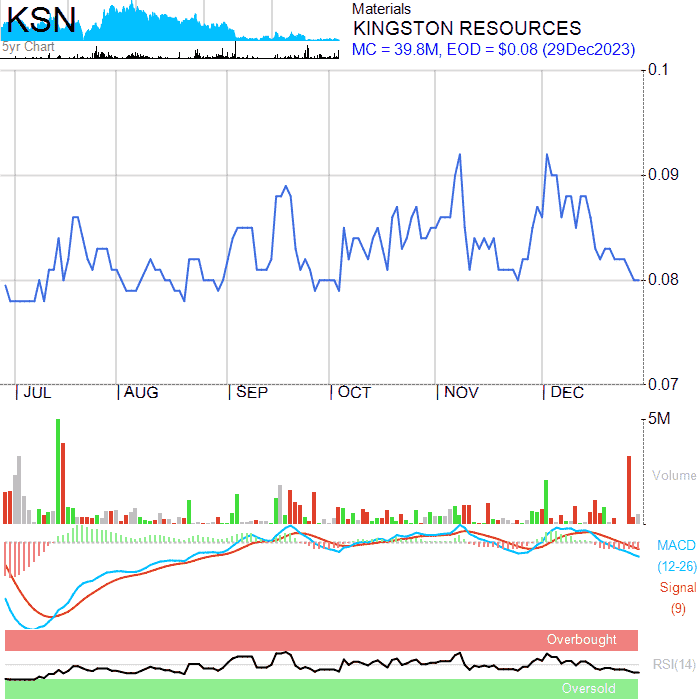 KSN
5yr Chart
Materials
KINGSTON RESOURCES
MC = 39.8M, EOD = $0.08 (29Dec2023)
0.1
0.09
0.08
0.07
JUL AUG SEP OCT NOV DEC
5M
Volume
MACD
(12-26)
Signal
(9)
Overbought
RSI(14)
Oversold